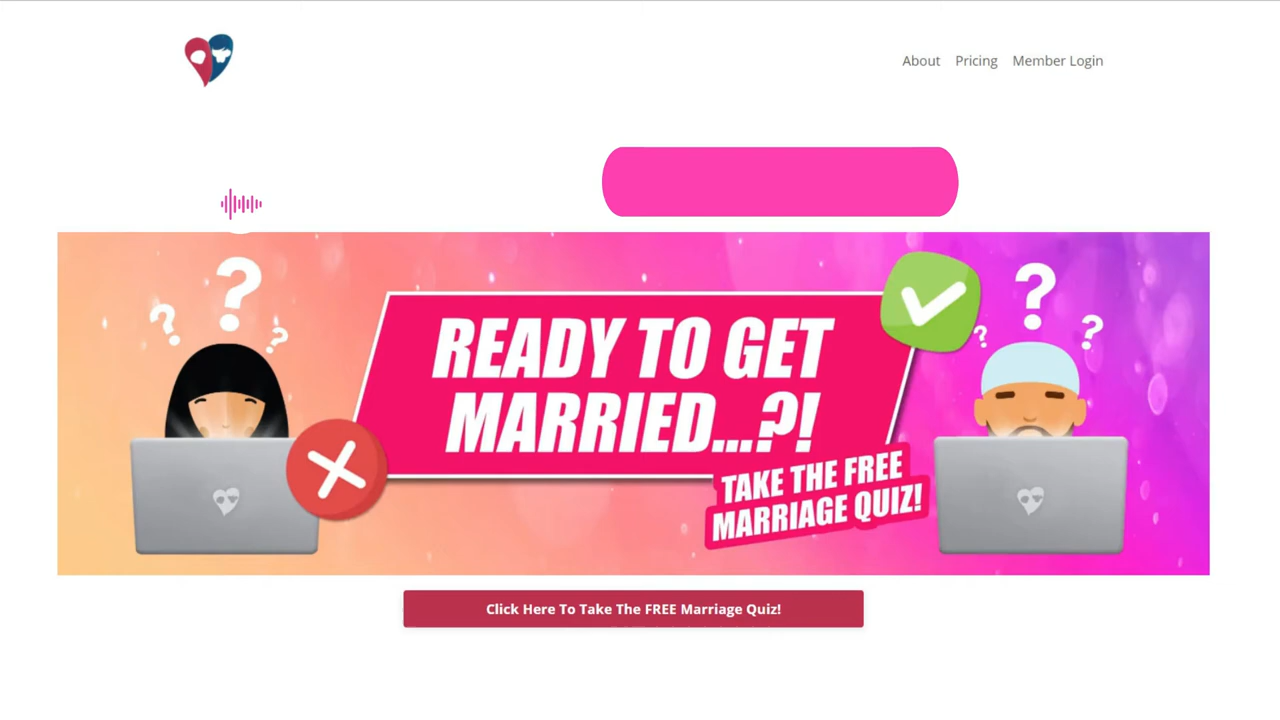 About Pricing Member Login
? ? ?
? ? ?
READY TO GET
MARRIED...?!
TAKE THE FREE
MARRIAGE QUIZ!
Click Here To Take The FREE Marriage Quiz!